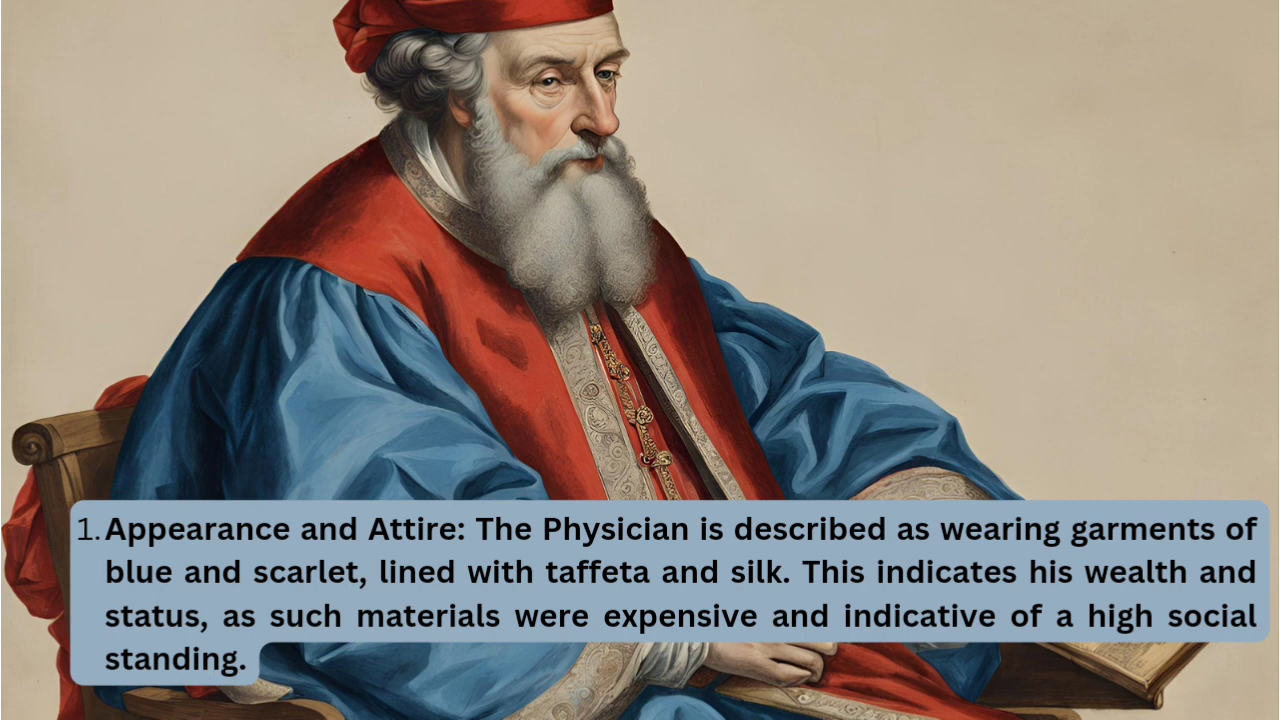 1. Appearance and Attire: The Physician is described as wearing garments of
blue and scarlet, lined with taffeta and silk. This indicates his wealth and
status, as such materials were expensive and indicative of a high social
standing.